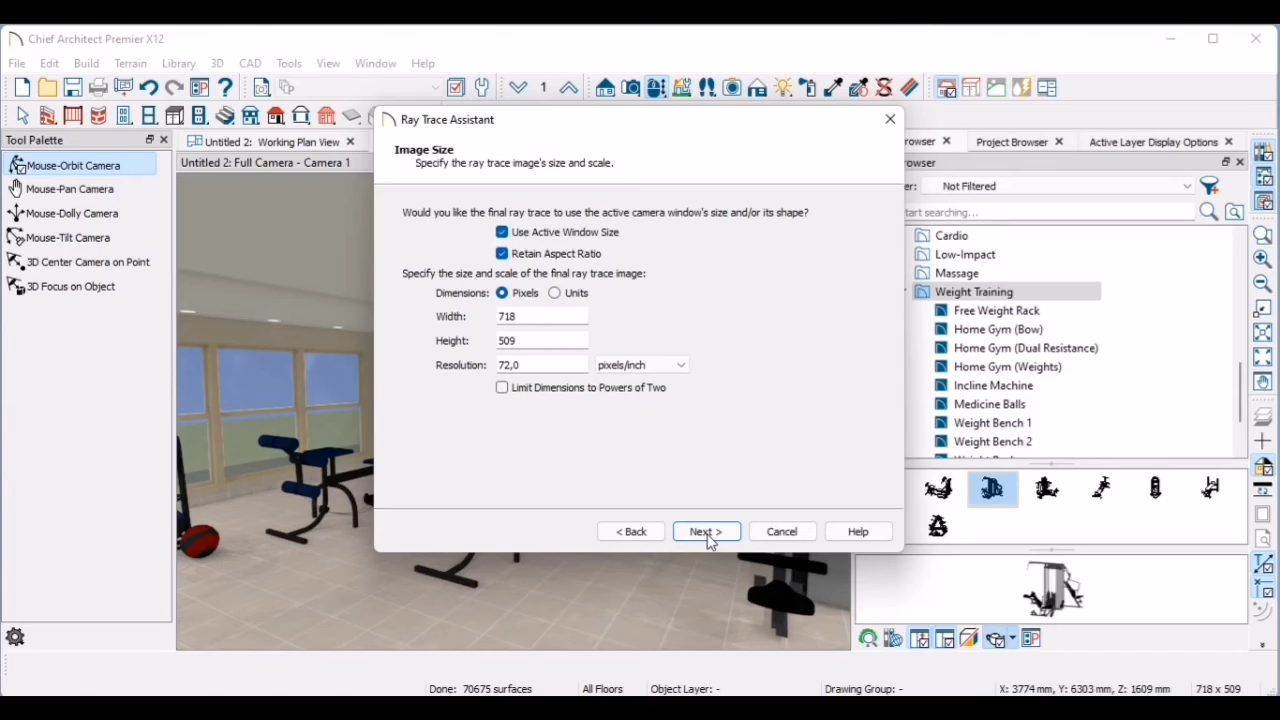 Chief Architect Premier X12
File Edit Build Terrain Library 3D CAD Tools View Window Help
1
Tool Palette
Mouse-Orbit Camera
Mouse-Pan Camera
Mouse-Dolly Camera
Mouse-Tilt Camera
3D Center Camera on Point
3D Focus on Object
Untitled 2: Working Plan View
Untitled 2: Full Camera - Camera 1
Ray Trace Assistant
Image Size
Specify the ray trace image's size and scale.
Would you like the final ray trace to use the active camera window's size and/or its shape?
Use Active Window Size
Retain Aspect Ratio
Specify the size and scale of the final ray trace image:
Dimensions: Pixels Units
Width: 718
Height: 509
Resolution: 72,0 pixels/inch
Limit Dimensions to Powers of Two
< Back Next > Cancel Help
rowser Project Browser Active Layer Display Options
owser
er: Not Filtered
tart searching...
Cardio
Low-Impact
Massage
Weight Training
Free Weight Rack
Home Gym (Bow)
Home Gym (Dual Resistance)
Home Gym (Weights)
Incline Machine
Medicine Balls
Weight Bench 1
Weight Bench 2
Done: 70675 surfaces All Floors Object Layer: - Drawing Group: - X: 3774 mm, Y: 6303 mm, Z: 1609 mm 718 x 509